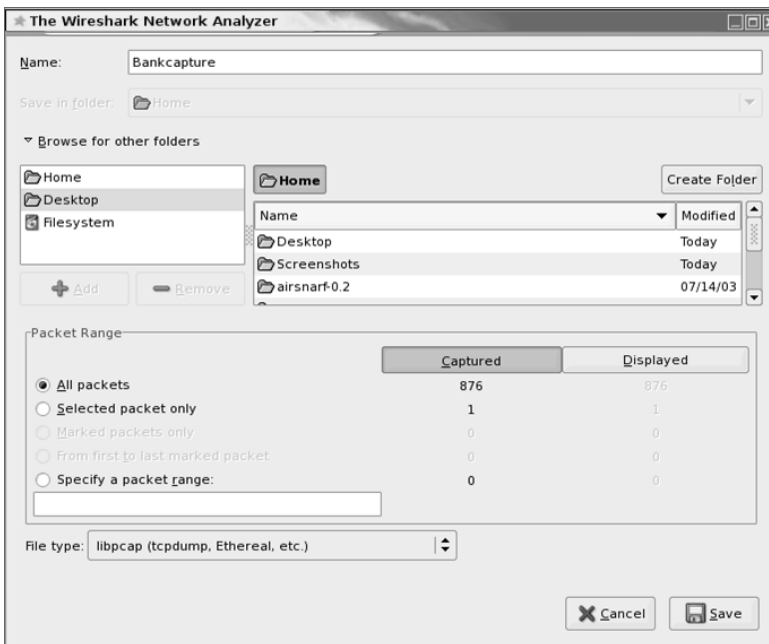 The Wireshark Network Analyzer
Name: Bankcapture
Save in folder: Home
Browse for other folders
Home
Desktop
Filesystem
Add Remove
Home Create Folder
Name Modified
Desktop Today
Screenshots Today
airsnarf-0.2 07/14/03
Packet Range
Captured Displayed
All packets 876 876
Selected packet only 1 1
Marked packets only 0 0
From first to last marked packet 0 0
Specify a packet range: 0 0
File type: libpcap (tcpdump, Ethereal, etc.)
Cancel Save